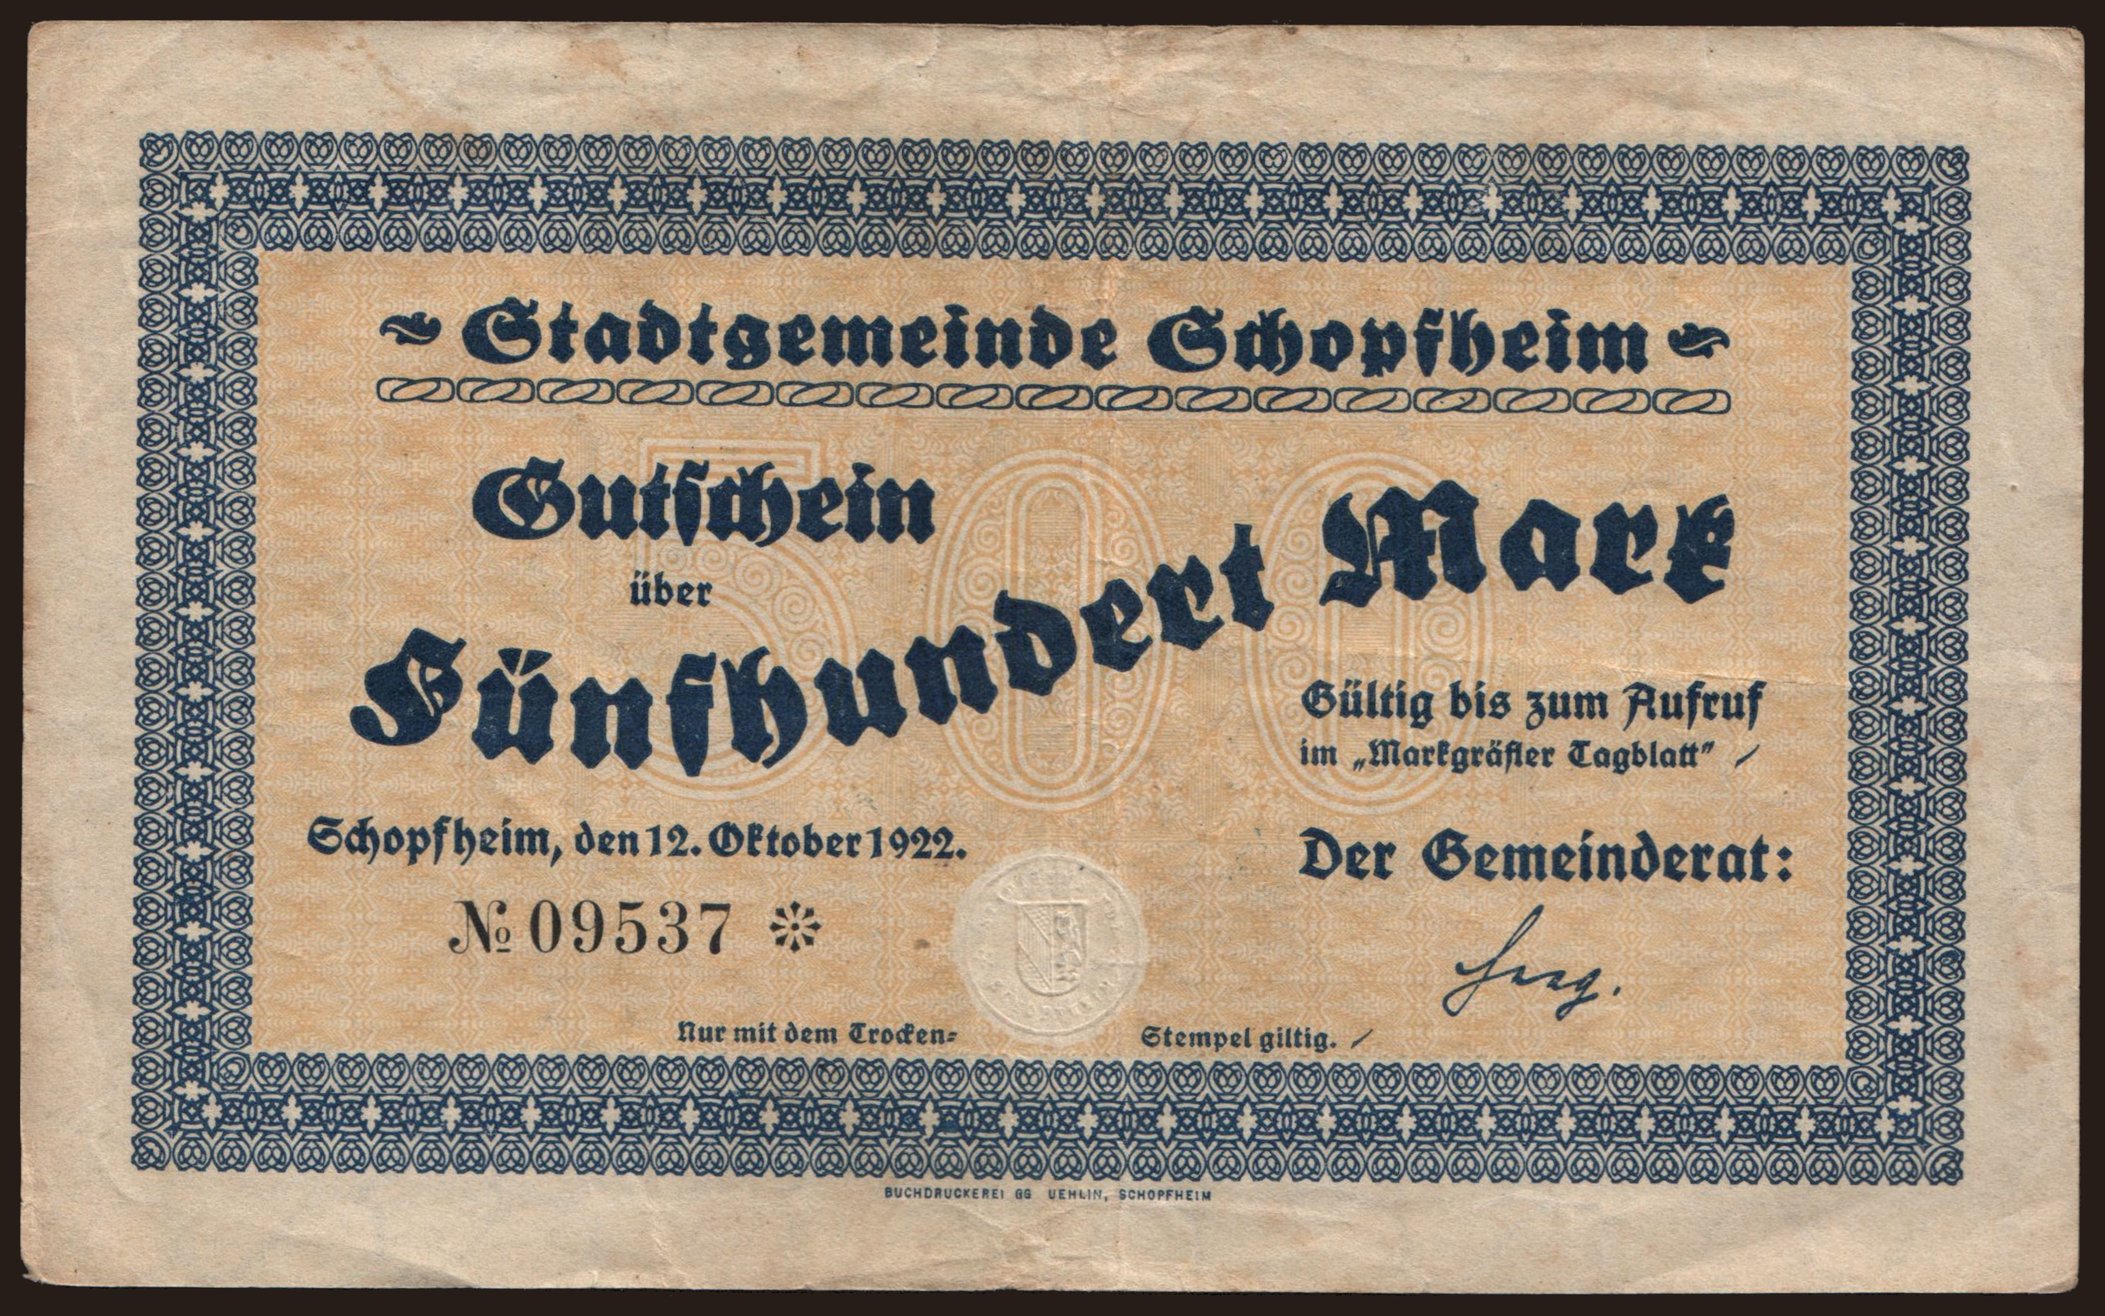 Stadtgemeinde Schopfheim
500
Gutschein
über
Fünfhundert Mark
Gültig bis zum Aufruf
im „Markgräfler Tagblatt"
Schopfheim, den 12. Oktober 1922.
Der Gemeinderat:
№ 09537
Nur mit dem Trocken= Stempel giltig.
BUCHDRUCKEREI GG UEHLIN, SCHOPFHEIM